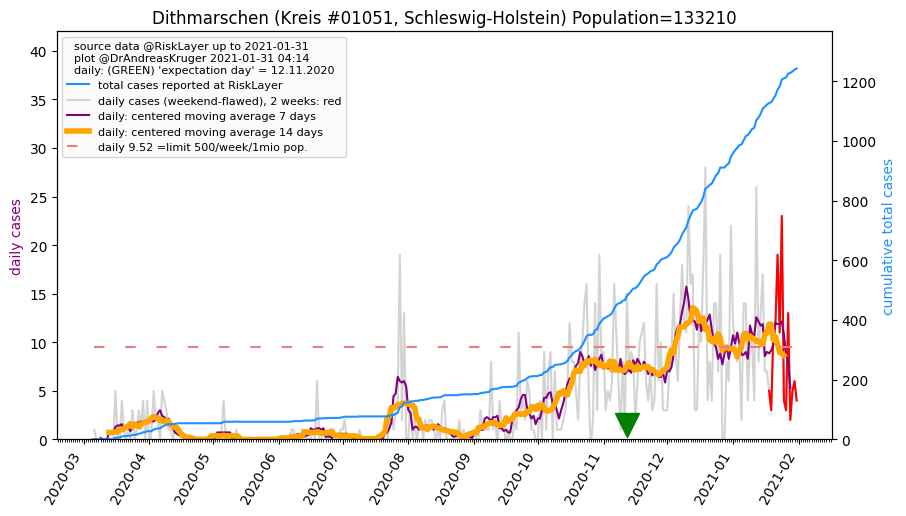 Dithmarschen (Kreis #01051, Schleswig-Holstein) Population=133210
source data @RiskLayer up to 2021-01-31
plot @DrAndreasKruger 2021-01-31 04:14
daily: (GREEN) 'expectation day' = 12.11.2020
total cases reported at RiskLayer
daily cases (weekend-flawed), 2 weeks: red
daily: centered moving average 7 days
daily: centered moving average 14 days
daily 9.52 =limit 500/week/1mio pop.
daily cases
40
35
30
25
20
15
10
5
0
cumulative total cases
1200
1000
800
600
400
200
0
2020-03
2020-04
2020-05
2020-06
2020-07
2020-08
2020-09
2020-10
2020-11
2020-12
2021-01
2021-02